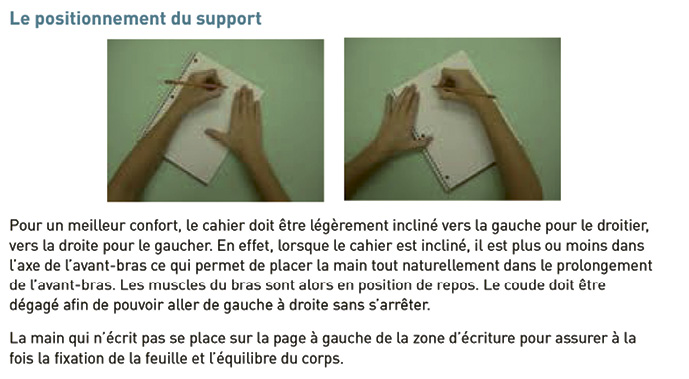 Le positionnement du support
Pour un meilleur confort, le cahier doit être légèrement incliné vers la gauche pour le droitier,
vers la droite pour le gaucher. En effet, lorsque le cahier est incliné, il est plus ou moins dans
l’axe de l’avant-bras ce qui permet de placer la main tout naturellement dans le prolongement
de l’avant-bras. Les muscles du bras sont alors en position de repos. Le coude doit être
dégagé afin de pouvoir aller de gauche à droite sans s’arrêter.
La main qui n’écrit pas se place sur la page à gauche de la zone d’écriture pour assurer à la
fois la fixation de la feuille et l’équilibre du corps.